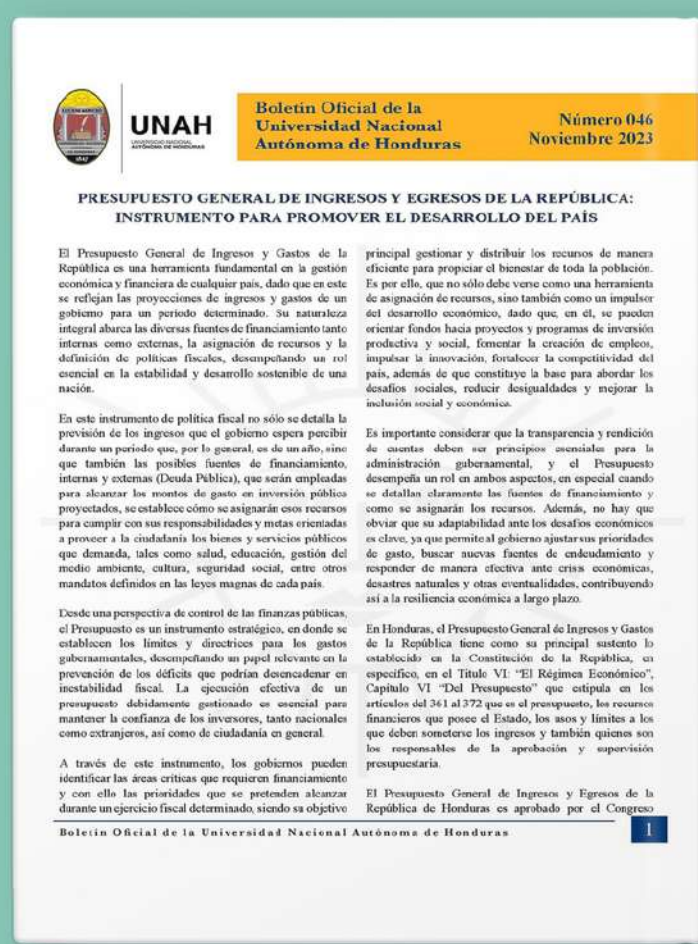 UNAH
UNIVERSIDAD NACIONAL
AUTÓNOMA DE HONDURAS
1847
Boletín Oficial de la
Universidad Nacional
Autónoma de Honduras
Número 046
Noviembre 2023
PRESUPUESTO GENERAL DE INGRESOS Y EGRESOS DE LA REPÚBLICA:
INSTRUMENTO PARA PROMOVER EL DESARROLLO DEL PAÍS
El Presupuesto General de Ingresos y Gastos de la
República es una herramienta fundamental en la gestión
económica y financiera de cualquier país, dado que en este
se reflejan las proyecciones de ingresos y gastos de un
gobierno para un periodo determinado. Su naturaleza
integral abarca las diversas fuentes de financiamiento tanto
internas como externas, la asignación de recursos y la
definición de políticas fiscales, desempeñando un rol
esencial en la estabilidad y desarrollo sostenible de una
nación.
En este instrumento de política fiscal no sólo se detalla la
previsión de los ingresos que el gobierno espera percibir
durante un periodo que, por lo general, es de un año, sino
que también las posibles fuentes de financiamiento,
internas y externas (Deuda Pública), que serán empleadas
para alcanzar los montos de gasto en inversión pública
proyectados, se establece cómo se asignarán esos recursos
para cumplir con sus responsabilidades y metas orientadas
a proveer a la ciudadanía los bienes y servicios públicos
que demanda, tales como salud, educación, gestión del
medio ambiente, cultura, seguridad social, entre otros
mandatos definidos en las leyes magnas de cada país.
Desde una perspectiva de control de las finanzas públicas,
el Presupuesto es un instrumento estratégico, en donde se
establecen los límites y directrices para los gastos
gubernamentales, desempeñando un papel relevante en la
prevención de los déficits que podrían desencadenar en
inestabilidad fiscal. La ejecución efectiva de un
presupuesto debidamente gestionado es esencial para
mantener la confianza de los inversores, tanto nacionales
como extranjeros, así como de ciudadanía en general.
A través de este instrumento, los gobiernos pueden
identificar las áreas críticas que requieren financiamiento
y con ello las prioridades que se pretenden alcanzar
durante un ejercicio fiscal determinado, siendo su objetivo
principal gestionar y distribuir los recursos de manera
eficiente para propiciar el bienestar de toda la población.
Es por ello, que no sólo debe verse como una herramienta
de asignación de recursos, sino también como un impulsor
del desarrollo económico, dado que, en él, se pueden
orientar fondos hacia proyectos y programas de inversión
productiva y social, fomentar la creación de empleos,
impulsar la innovación, fortalecer la competitividad del
país, además de que constituye la base para abordar los
desafíos sociales, reducir desigualdades y mejorar la
inclusión social y económica.
Es importante considerar que la transparencia y rendición
de cuentas deben ser principios esenciales para la
administración gubernamental, y el Presupuesto
desempeña un rol en ambos aspectos, en especial cuando
se detallan claramente las fuentes de financiamiento y
como se asignarán los recursos. Además, no hay que
obviar que su adaptabilidad ante los desafíos económicos
es clave, ya que permite al gobierno ajustar sus prioridades
de gasto, buscar nuevas fuentes de endeudamiento y
responder de manera efectiva ante crisis económicas,
desastres naturales y otras eventualidades, contribuyendo
así a la resiliencia económica a largo plazo.
En Honduras, el Presupuesto General de Ingresos y Gastos
de la República tiene como su principal sustento lo
establecido en la Constitución de la República, en
específico, en el Título VI: “El Régimen Económico”,
Capítulo VI “Del Presupuesto” que estipula en los
artículos del 361 al 372 que es el presupuesto, los recursos
financieros que posee el Estado, los usos y límites a los
que deben someterse los ingresos y también quienes son
los responsables de la aprobación y supervisión
presupuestaria.
El Presupuesto General de Ingresos y Egresos de la
República de Honduras es aprobado por el Congreso
Boletín Oficial de la Universidad Nacional Autónoma de Honduras
1